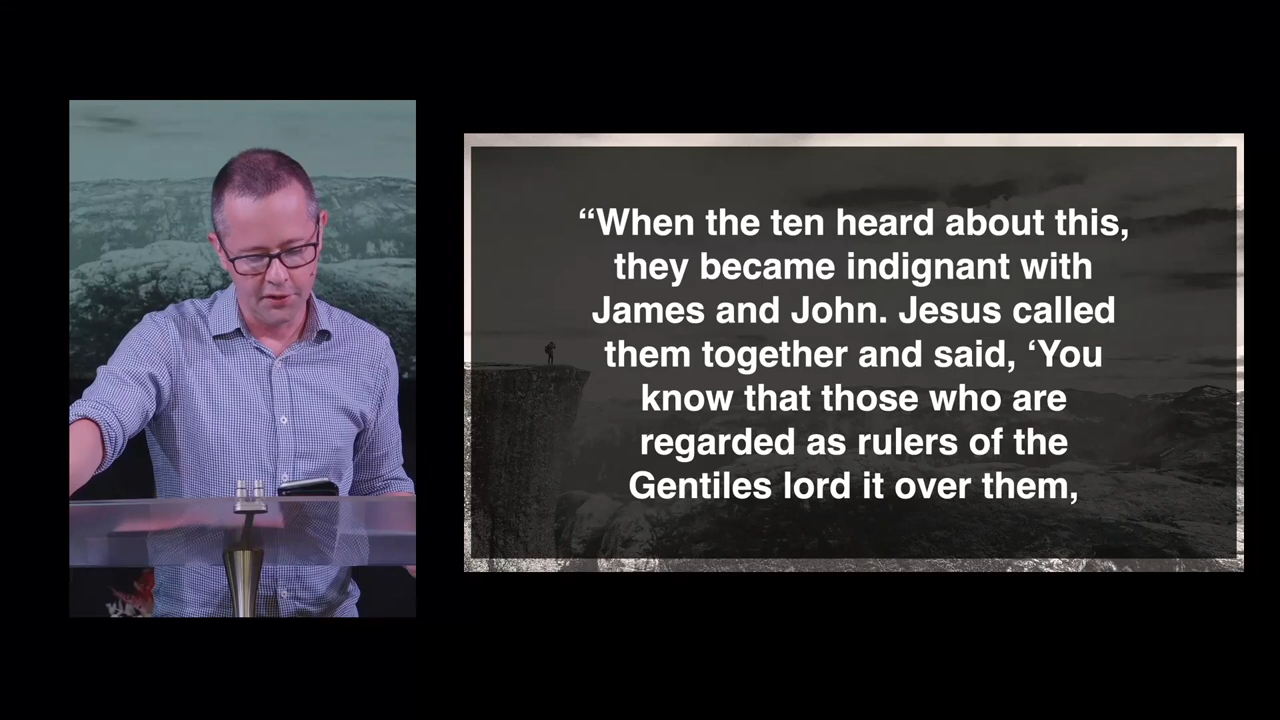 “When the ten heard about this,
they became indignant with
James and John. Jesus called
them together and said, ‘You
know that those who are
regarded as rulers of the
Gentiles lord it over them,